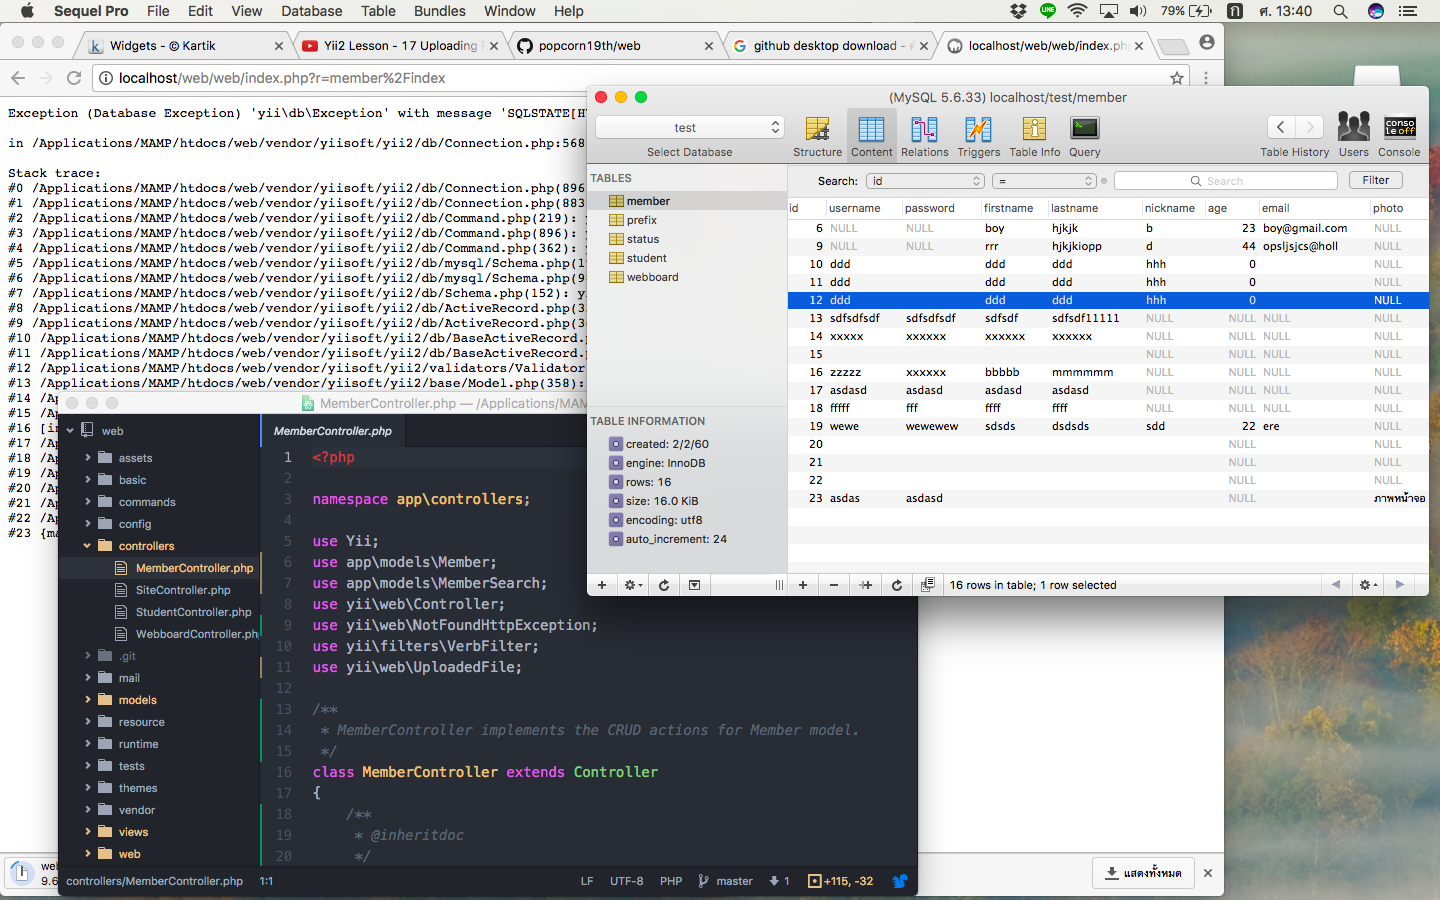 Sequel Pro File Edit View Database Table Bundles Window Help
LINE 79% ก ศ. 13:40
Widgets - © Kartik
Yii2 Lesson - 17 Uploading
popcorn19th/web
github desktop download -
localhost/web/web/index.ph
localhost/web/web/index.php?r=member%2Findex
Exception (Database Exception) 'yii\db\Exception' with message 'SQLSTATE[H
in /Applications/MAMP/htdocs/web/vendor/yiisoft/yii2/db/Connection.php:568
Stack trace:
#0 /Applications/MAMP/htdocs/web/vendor/yiisoft/yii2/db/Connection.php(896
#1 /Applications/MAMP/htdocs/web/vendor/yiisoft/yii2/db/Connection.php(883
#2 /Applications/MAMP/htdocs/web/vendor/yiisoft/yii2/db/Command.php(219):
#3 /Applications/MAMP/htdocs/web/vendor/yiisoft/yii2/db/Command.php(896):
#4 /Applications/MAMP/htdocs/web/vendor/yiisoft/yii2/db/Command.php(362):
#5 /Applications/MAMP/htdocs/web/vendor/yiisoft/yii2/db/mysql/Schema.php(1
#6 /Applications/MAMP/htdocs/web/vendor/yiisoft/yii2/db/mysql/Schema.php(9
#7 /Applications/MAMP/htdocs/web/vendor/yiisoft/yii2/db/Schema.php(152): y
#8 /Applications/MAMP/htdocs/web/vendor/yiisoft/yii2/db/ActiveRecord.php(3
#9 /Applications/MAMP/htdocs/web/vendor/yiisoft/yii2/db/ActiveRecord.php(3
#10 /Applications/MAMP/htdocs/web/vendor/yiisoft/yii2/db/BaseActiveRecord.
#11 /Applications/MAMP/htdocs/web/vendor/yiisoft/yii2/db/BaseActiveRecord.
#12 /Applications/MAMP/htdocs/web/vendor/yiisoft/yii2/validators/Validator
#13 /Applications/MAMP/htdocs/web/vendor/yiisoft/yii2/base/Model.php(358):
#14 /A
#15 /A
#16 [in
#17 /A
#18 /A
#19 /A
#20 /A
#21 /A
#22 /A
#23 {ma
MemberController.php — /Applications/MAM
web
assets
basic
commands
config
controllers
MemberController.php
SiteController.php
StudentController.php
WebboardController.ph
.git
mail
models
resource
runtime
tests
themes
vendor
views
web
MemberController.php
1 <?php
2
3 namespace app\controllers;
4
5 use Yii;
6 use app\models\Member;
7 use app\models\MemberSearch;
8 use yii\web\Controller;
9 use yii\web\NotFoundHttpException;
10 use yii\filters\VerbFilter;
11 use yii\web\UploadedFile;
12
13 /**
14 * MemberController implements the CRUD actions for Member model.
15 */
16 class MemberController extends Controller
17 {
18 /**
19 * @inheritdoc
20 */
controllers/MemberController.php 1:1 LF UTF-8 PHP master 1 +115, -32
we
9.6
แสดงทั้งหมด
(MySQL 5.6.33) localhost/test/member
test
Select Database
Structure Content Relations Triggers Table Info Query
Table History Users Console
conso
le off
TABLES
member
prefix
status
student
webboard
TABLE INFORMATION
created: 2/2/60
engine: InnoDB
rows: 16
size: 16.0 KiB
encoding: utf8
auto_increment: 24
Search: id = Search Filter
id username password firstname lastname nickname age email photo
6 NULL NULL boy hjkjk b 23 boy@gmail.com NULL
9 NULL NULL rrr hjkjkiopp d 44 opsljsjcs@holl NULL
10 ddd ddd ddd hhh 0 NULL
11 ddd ddd ddd hhh 0 NULL
12 ddd ddd ddd hhh 0 NULL
13 sdfsdfsdf sdfsdfsdf sdfsdf sdfsdf11111 NULL NULL NULL NULL
14 xxxxx xxxxxx xxxxxx xxxxxx NULL NULL NULL NULL
15 NULL NULL NULL NULL
16 zzzzz xxxxxx bbbbb mmmmmm NULL NULL NULL NULL
17 asdasd asdasd asdasd asdasd NULL NULL NULL NULL
18 fffff fff ffff ffff NULL NULL NULL NULL
19 wewe wewewew sdsds dsdsds sdd 22 ere NULL
20 NULL NULL
21 NULL NULL
22 NULL NULL
23 asdas asdasd NULL ภาพหน้าจอ
16 rows in table; 1 row selected